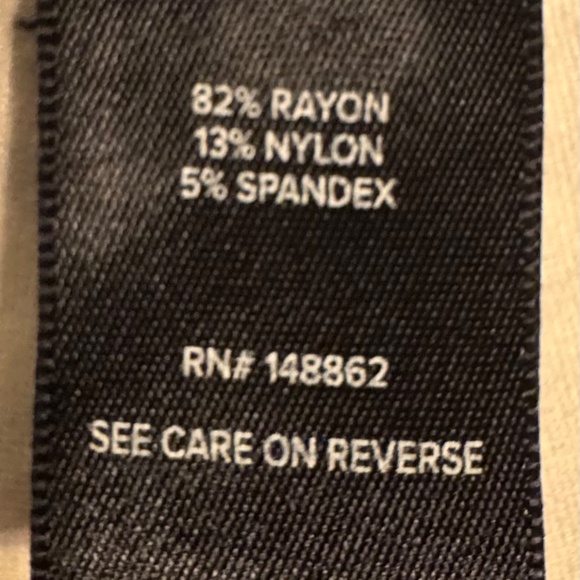 82% RAYON
13% NYLON
5% SPANDEX
RN# 148862
SEE CARE ON REVERSE